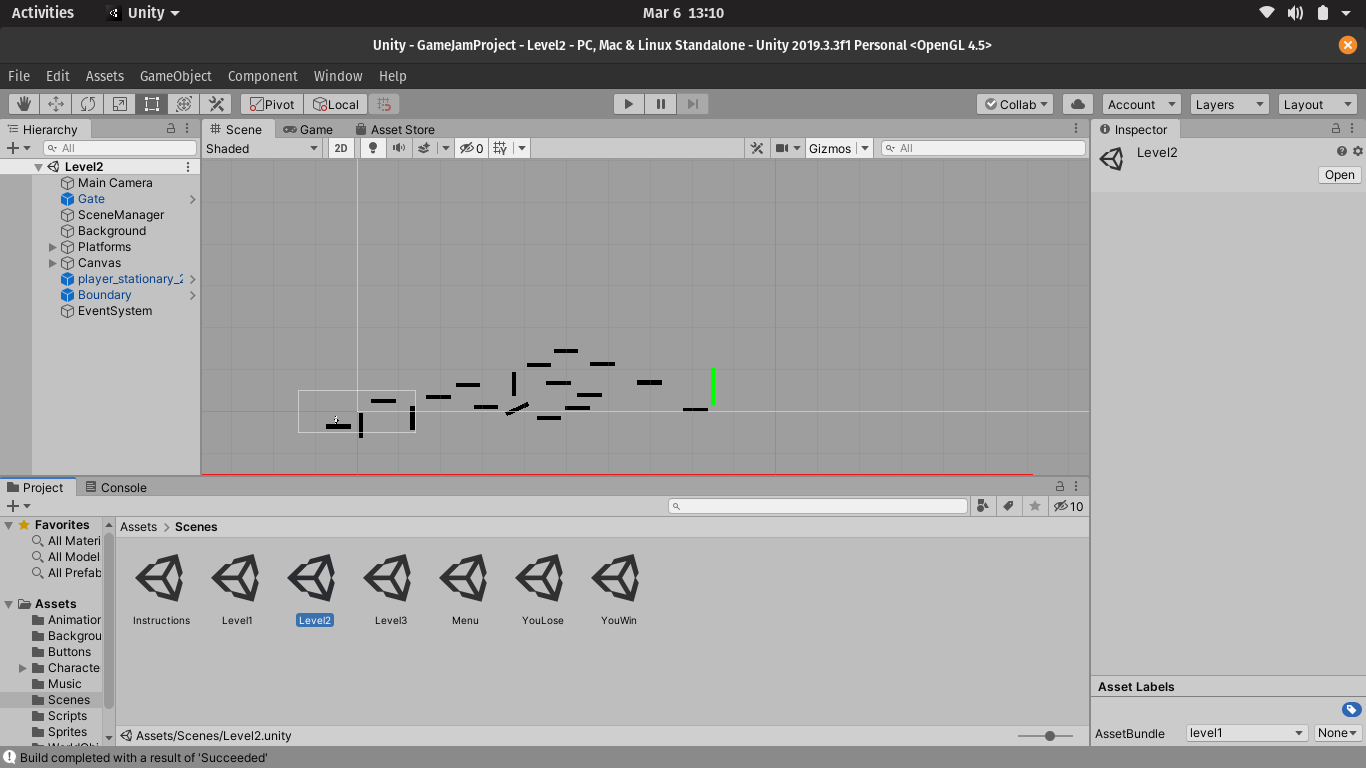 Activities Unity Mar 6 13:10
Unity - GameJamProject - Level2 - PC, Mac & Linux Standalone - Unity 2019.3.3f1 Personal <OpenGL 4.5>
File Edit Assets GameObject Component Window Help
Pivot Local Collab Account Layers Layout
Hierarchy
All
Level2
Main Camera
Gate
SceneManager
Background
Platforms
Canvas
player_stationary_2
Boundary
EventSystem
Scene Game Asset Store
Shaded 2D 0 Gizmos All
Inspector
Level2
Open
Project Console
10
Favorites
All Materi
All Model
All Prefab
Assets
Animation
Backgrou
Buttons
Characte
Music
Scenes
Scripts
Sprites
Assets > Scenes
Instructions Level1 Level2 Level3 Menu YouLose YouWin
Assets/Scenes/Level2.unity
Asset Labels
AssetBundle level1 None
Build completed with a result of 'Succeeded'